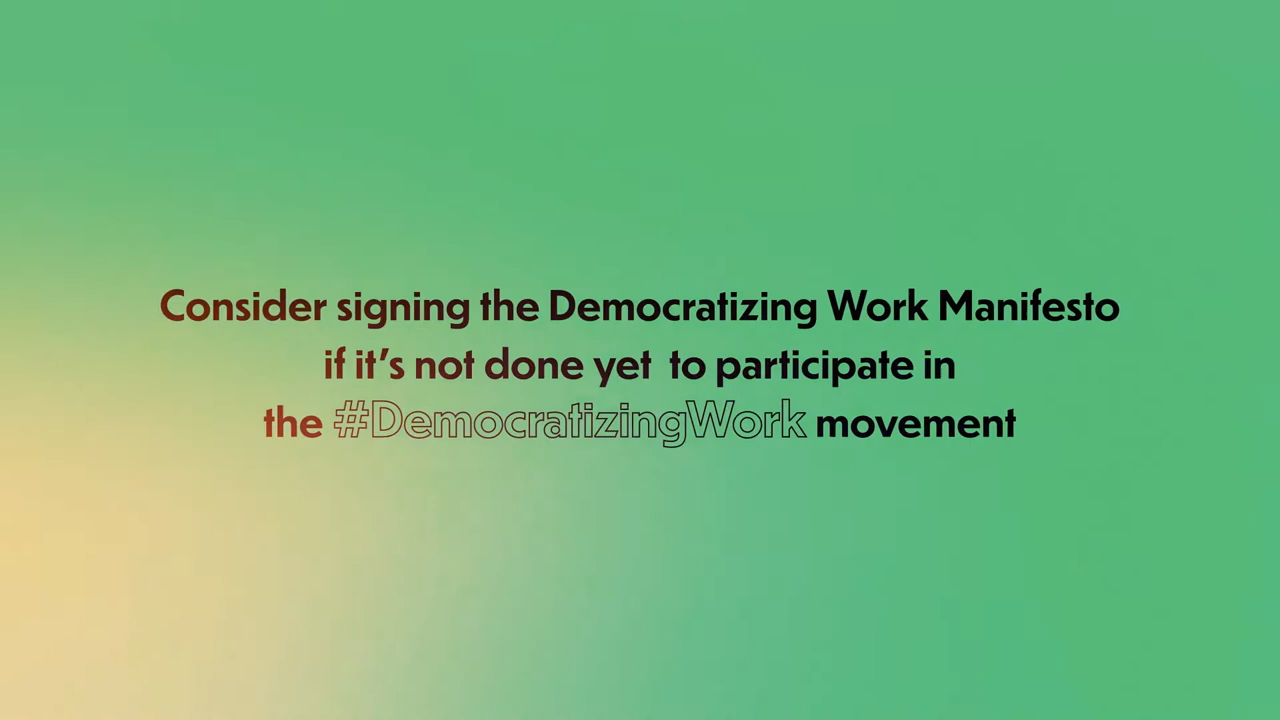 Consider signing the Democratizing Work Manifesto
if it’s not done yet  to participate in
the #DemocratizingWork movement